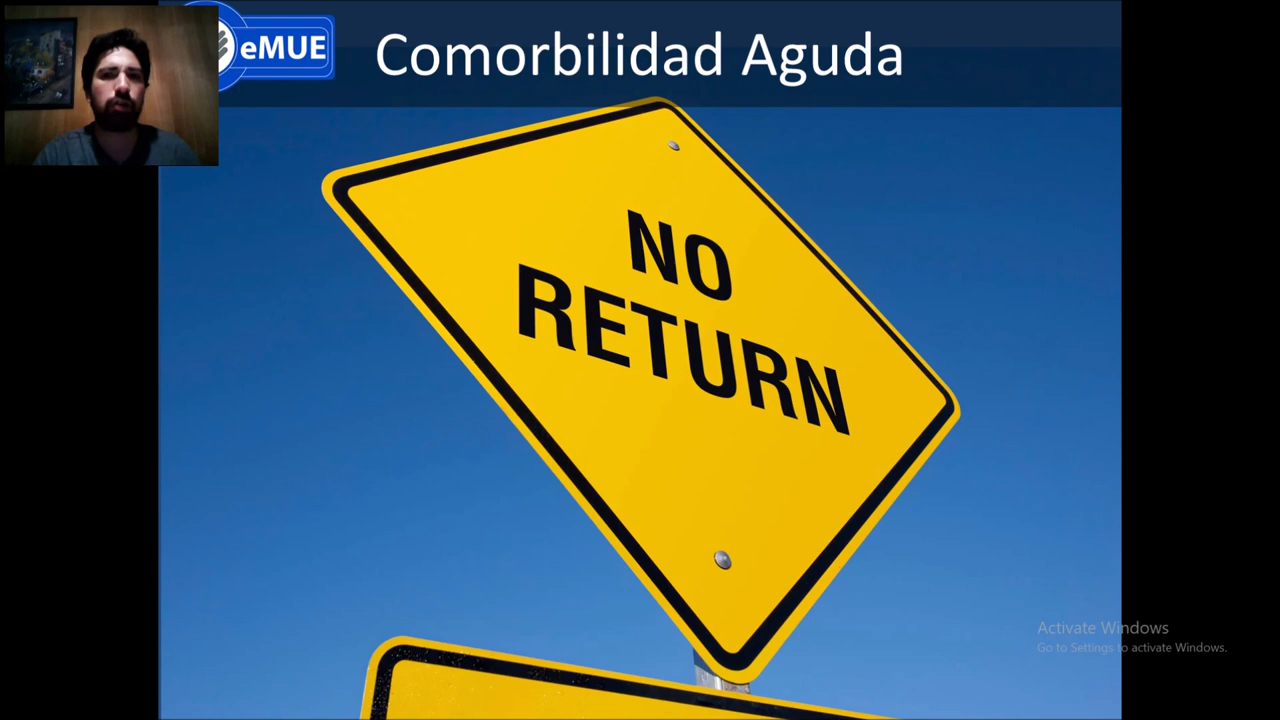 eMUE
Comorbilidad Aguda
NO
RETURN
Activate Windows
Go to Settings to activate Windows.